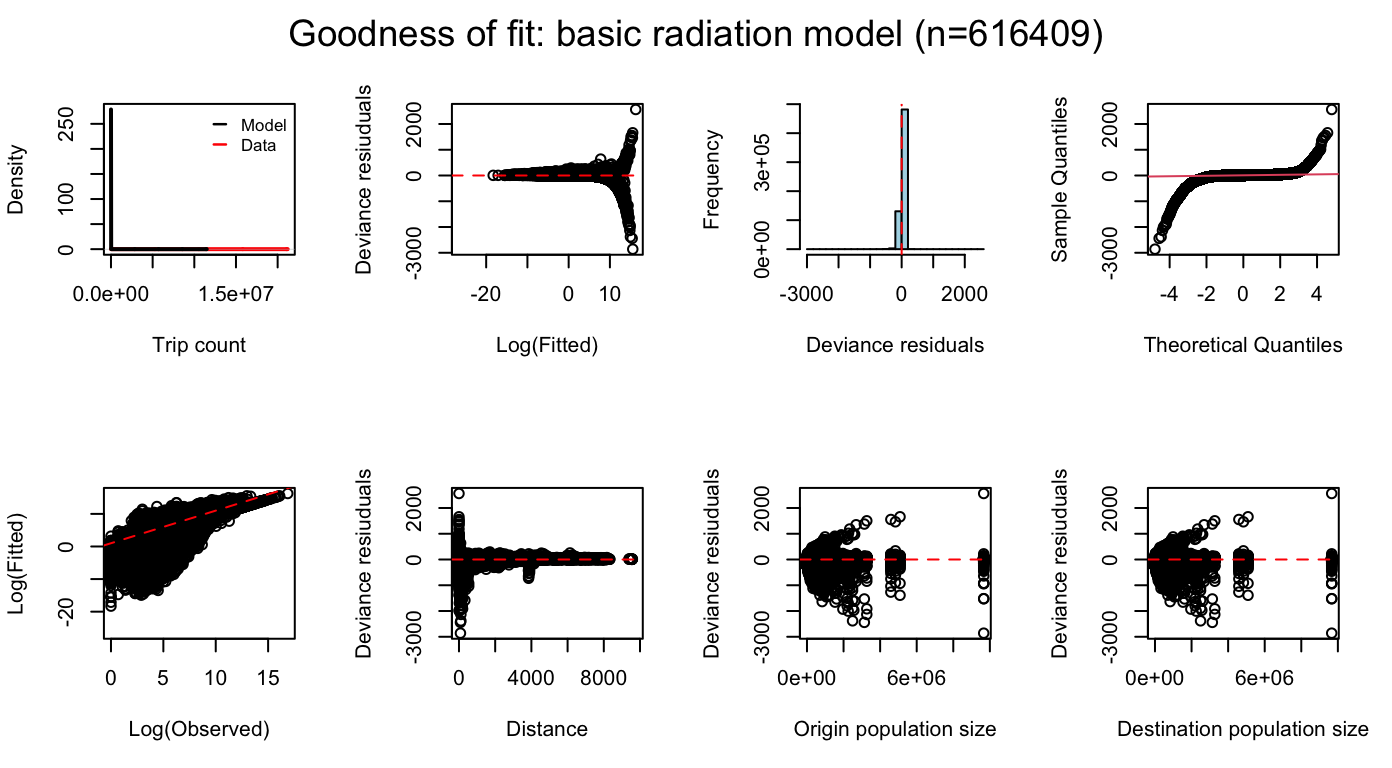 Goodness of fit: basic radiation model (n=616409)
Density
0
100
250
Model
Data
0.0e+00
1.5e+07
Trip count
Deviance resiuduals
-3000
0
2000
-20
0
10
Log(Fitted)
Frequency
0e+00
3e+05
-3000
0
2000
Deviance residuals
Sample Quantiles
-3000
0
2000
-4
-2
0
2
4
Theoretical Quantiles
Log(Fitted)
-20
0
0
5
10
15
Log(Observed)
Deviance resiuduals
-3000
0
2000
0
4000
8000
Distance
Deviance resiuduals
-3000
0
2000
0e+00
6e+06
Origin population size
Deviance resiuduals
-3000
0
2000
0e+00
6e+06
Destination population size